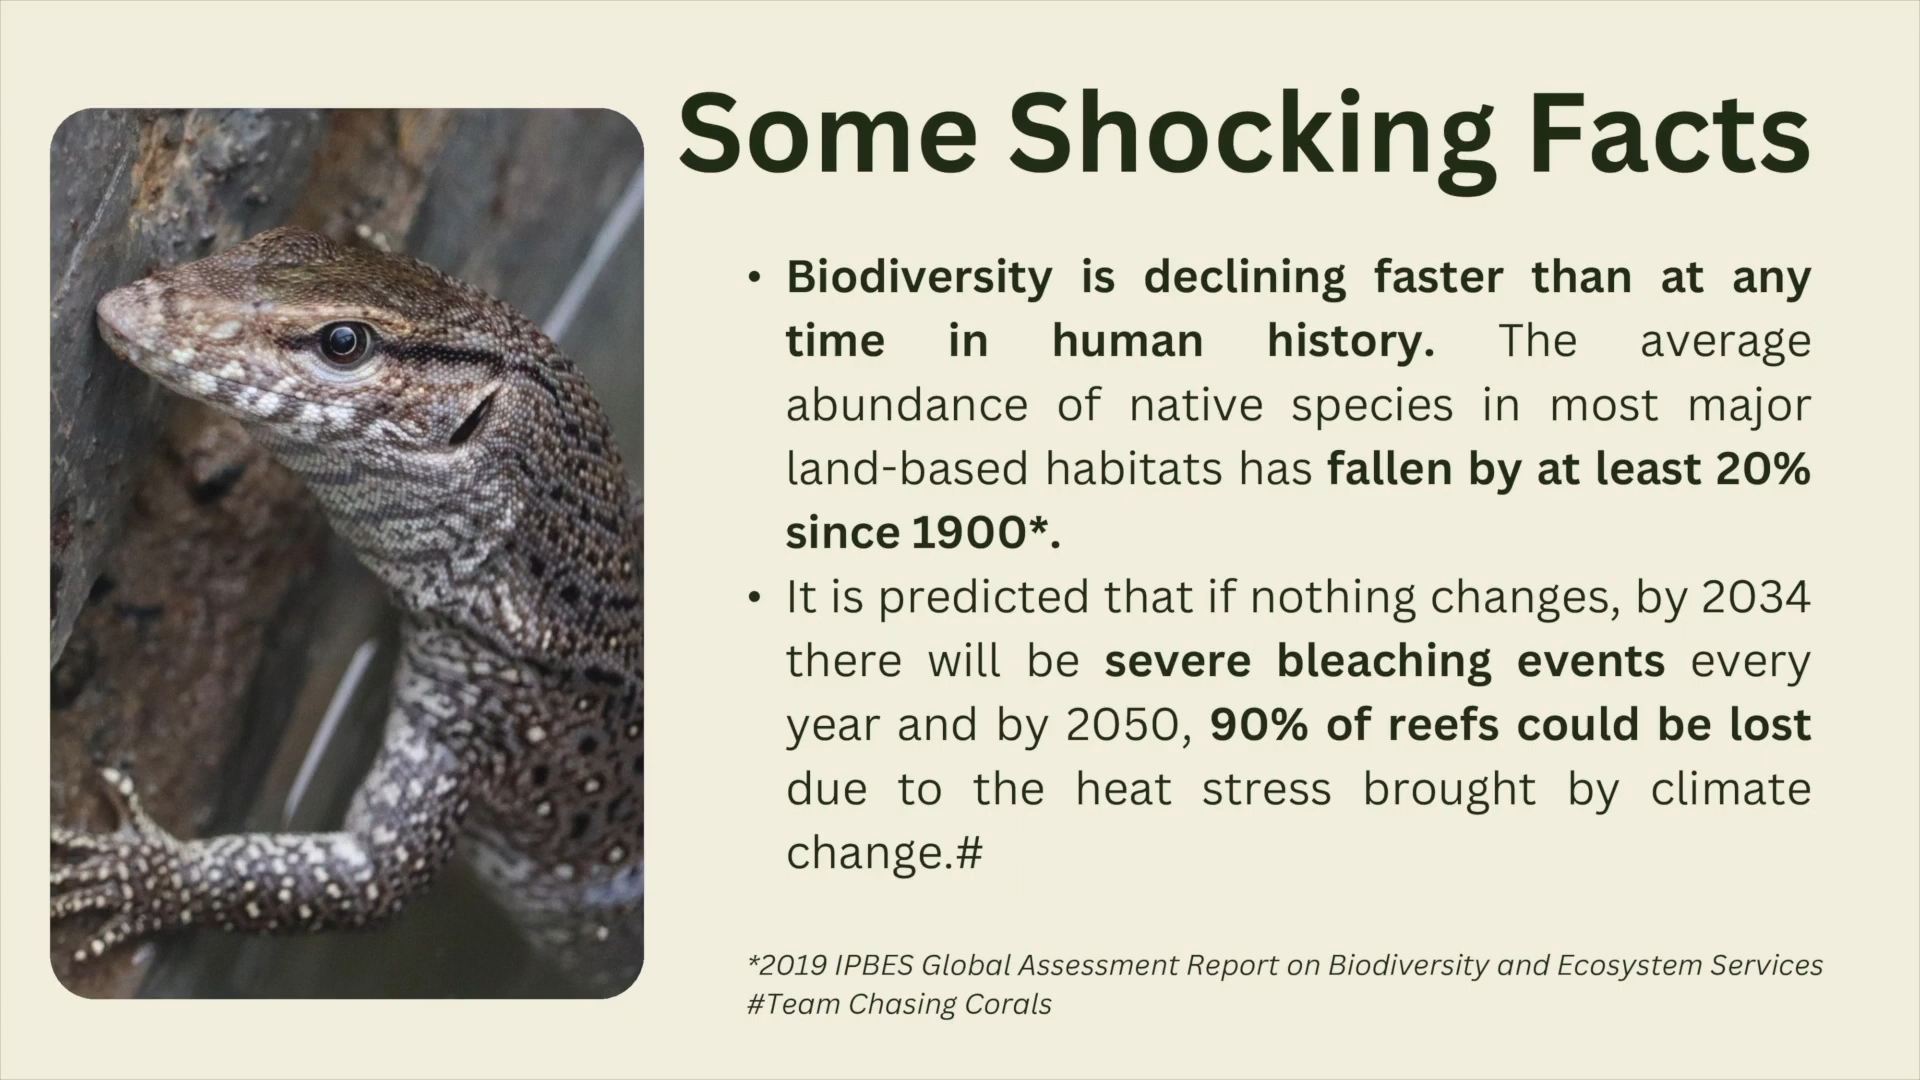 Some Shocking Facts
• Biodiversity is declining faster than at any
time in human history. The average
abundance of native species in most major
land-based habitats has fallen by at least 20%
since 1900*.
• It is predicted that if nothing changes, by 2034
there will be severe bleaching events every
year and by 2050, 90% of reefs could be lost
due to the heat stress brought by climate
change.#
*2019 IPBES Global Assessment Report on Biodiversity and Ecosystem Services
#Team Chasing Corals